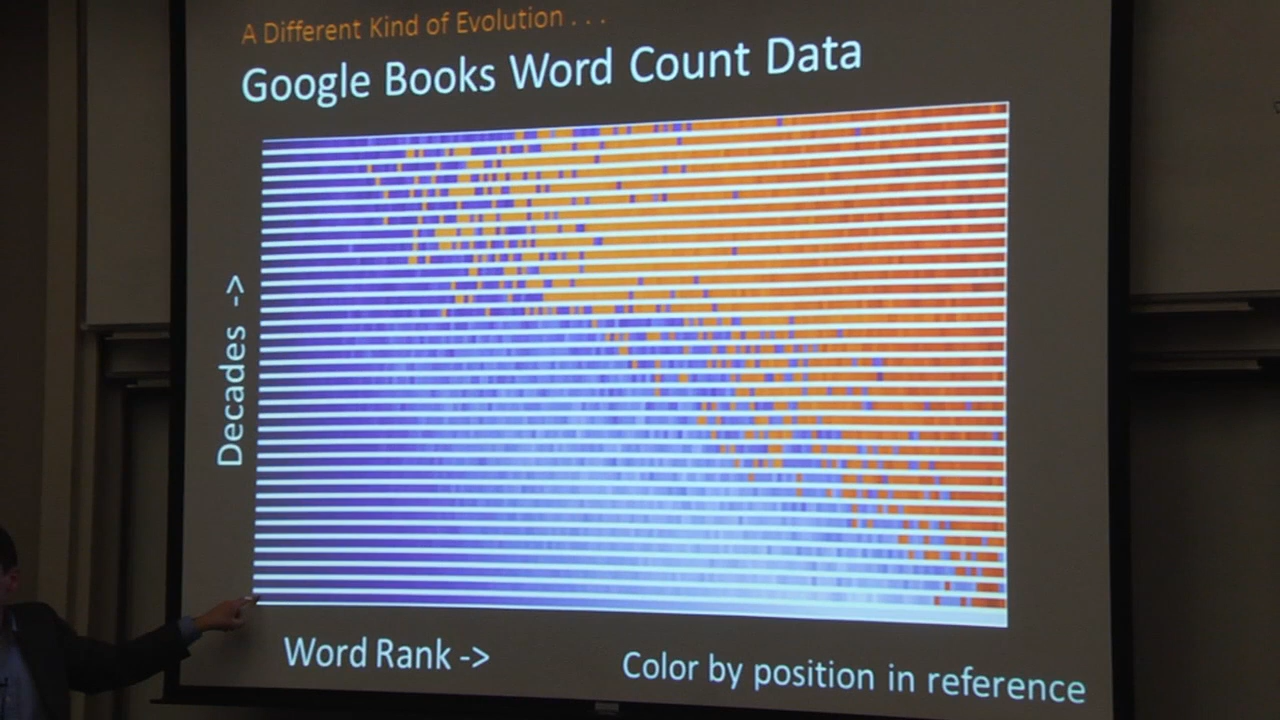 A Different Kind of Evolution . . .
Google Books Word Count Data
Decades ->
Word Rank ->
Color by position in reference